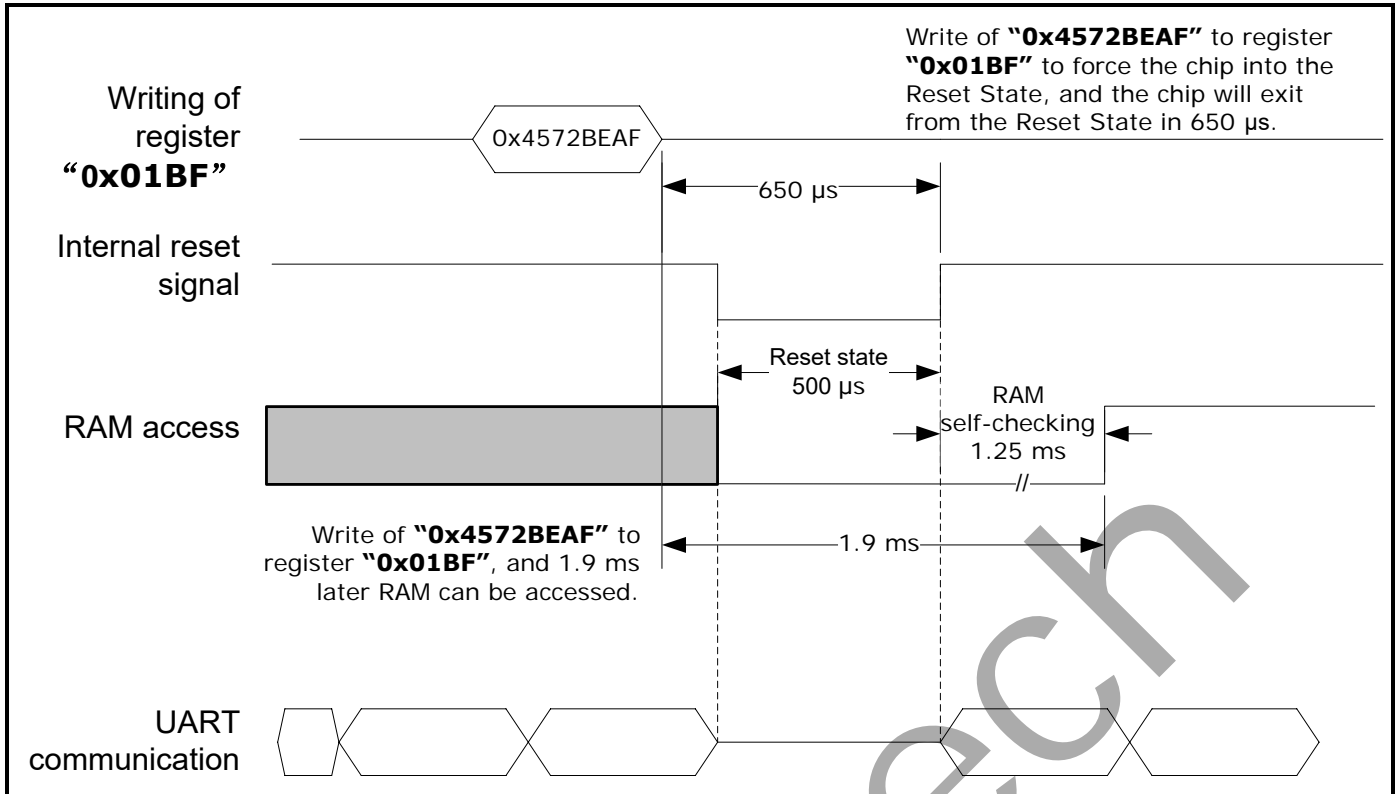 Write of “0x4572BEAF” to register
“0x01BF” to force the chip into the
Reset State, and the chip will exit
from the Reset State in 650 µs.
Writing of
register
“0x01BF”
0x4572BEAF
650 µs
Internal reset
signal
Reset state
500 µs
RAM access
RAM
self-checking
1.25 ms
//
Write of “0x4572BEAF” to
register “0x01BF”, and 1.9 ms
later RAM can be accessed.
1.9 ms
UART
communication
ech